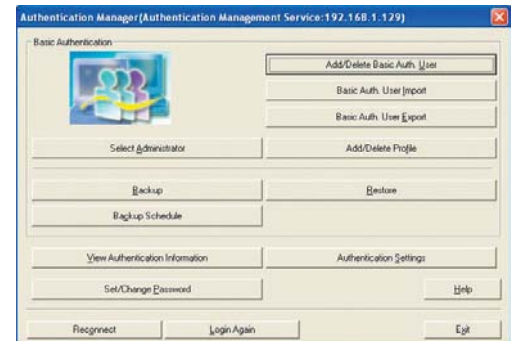 Authentication Manager(Authentication Management Service:192.168.1.129)
Basic Authentication
Add/Delete Basic Auth. User
Basic Auth. User Import
Basic Auth. User Export
Select Administrator
Add/Delete Profile
Backup
Restore
Backup Schedule
View Authentication Information
Authentication Settings
Set/Change Password
Help
Reconnect
Login Again
Exit